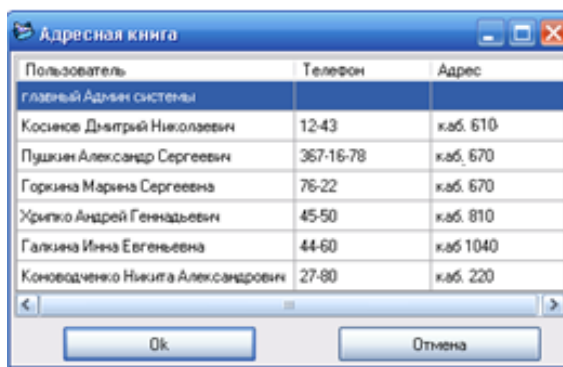 Адресная книга
Пользователь Телефон Адрес
главный Админ системы
Косинов Дмитрий Николаевич 12-43 каб. 610
Пушкин Александр Сергеевич 367-16-78 каб. 670
Горкина Марина Сергеевна 76-22 каб. 670
Хрипко Андрей Геннадьевич 45-50 каб. 810
Галкина Инна Евгеньевна 44-60 каб 1040
Коноводченко Никита Александрович 27-80 каб. 220
Ok Отмена